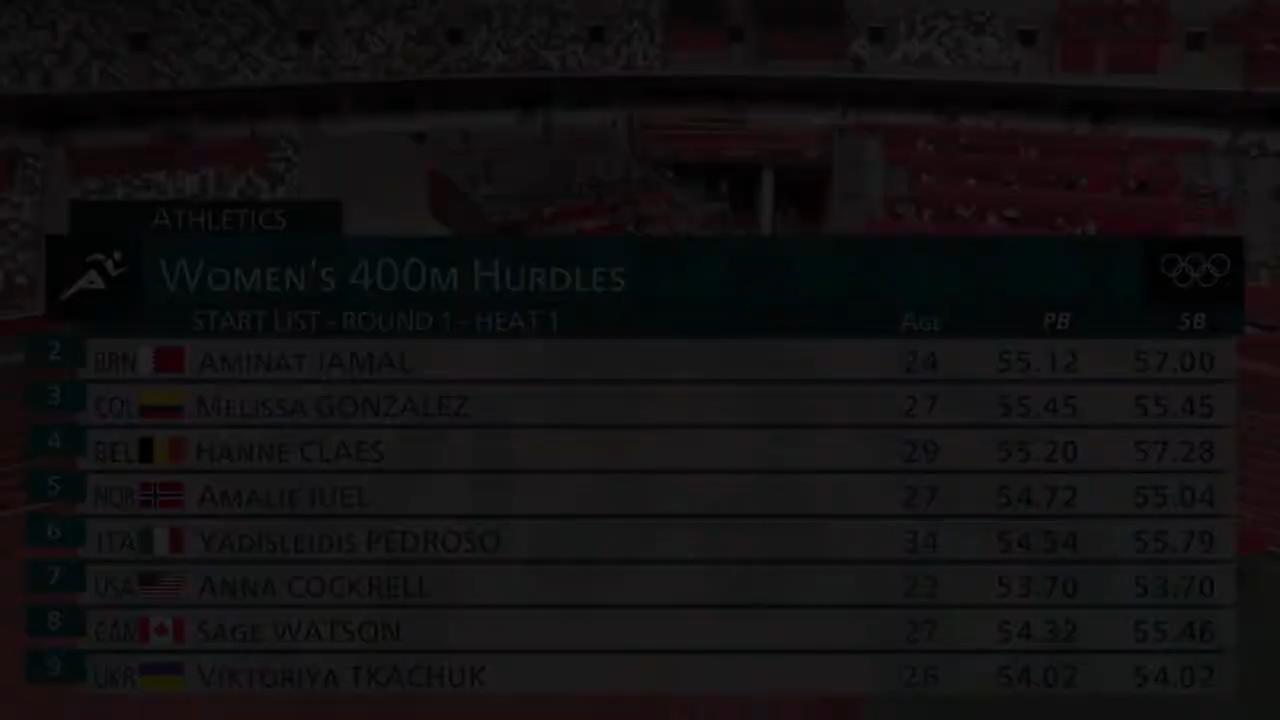 ATHLETICS
WOMEN'S 400M HURDLES
START LIST - ROUND 1 - HEAT 1 AGE PB SB
2 BRN AMINAT JAMAL 24 55.12 57.00
3 COL MELISSA GONZALEZ 27 55.45 55.45
4 BEL HANNE CLAES 29 55.20 57.28
5 NOR AMALIE IUEL 27 54.72 55.04
6 ITA YADISLEIDIS PEDROSO 34 54.54 55.79
7 USA ANNA COCKRELL 23 53.70 53.70
8 CAN SAGE WATSON 27 54.32 55.46
9 UKR VIKTORIYA TKACHUK 26 54.02 54.02